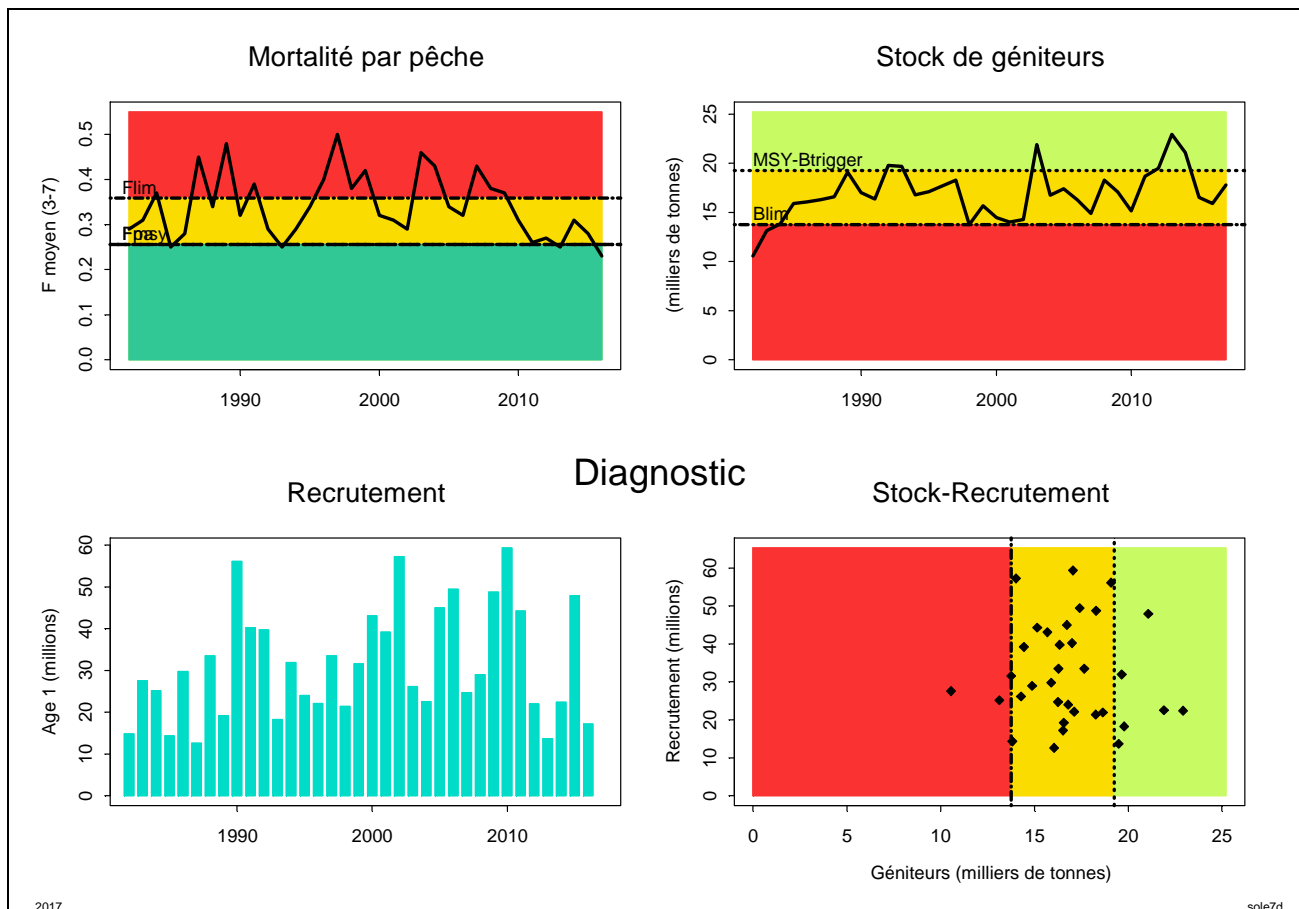 Mortalité par pêche
F moyen (3-7)
0.0 0.1 0.2 0.3 0.4 0.5
Flim
Fpa
Fmsy
1990 2000 2010
Stock de géniteurs
(milliers de tonnes)
0 5 10 15 20 25
MSY-Btrigger
Blim
1990 2000 2010
Diagnostic
Recrutement
Age 1 (millions)
0 10 20 30 40 50 60
1990 2000 2010
Stock-Recrutement
Recrutement (millions)
0 10 20 30 40 50 60
0 5 10 15 20 25
Géniteurs (milliers de tonnes)
2017
sole7d